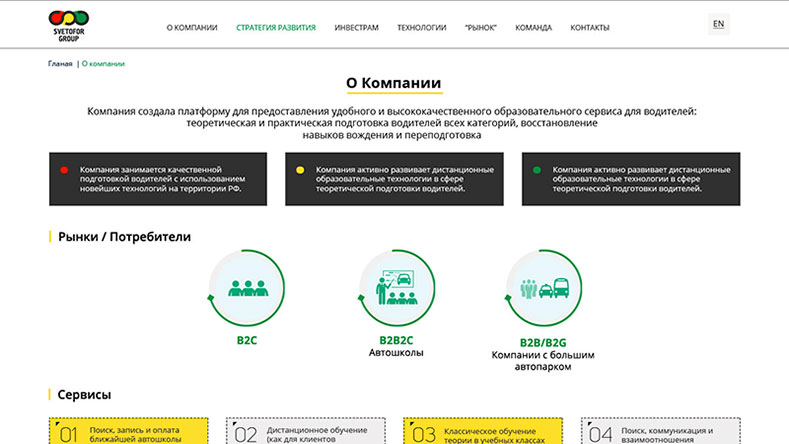 SVETOFOR
GROUP
О КОМПАНИИ СТРАТЕГИЯ РАЗВИТИЯ ИНВЕСТРАМ ТЕХНОЛОГИИ "РЫНОК" КОМАНДА КОНТАКТЫ
EN
Гланая | О компании
О Компании
Компания создала платформу для предоставления удобного и высококачественного образовательного сервиса для водителей:
теоретическая и практическая подготовка водителей всех категорий, восстановление
навыков вождения и переподготовка
Компания занимается качественной
подготовкой водителей с использованием
новейших технологий на территории РФ.
Компания активно развивает дистанционные
образовательные технологии в сфере
теоретической подготовки водителей.
Компания активно развивает дистанционные
образовательные технологии в сфере
теоретической подготовки водителей.
Рынки / Потребители
B2C
B2B2C
Автошколы
B2B/B2G
Компании с большим
автопарком
Сервисы
01
Поиск, запись и оплата
ближайшей автошколы
02
Дистанционное обучение
(как для клиентов
03
Классическое обучение
теории в учебных классах
04
Поиск, коммуникация и
взаимоотношения